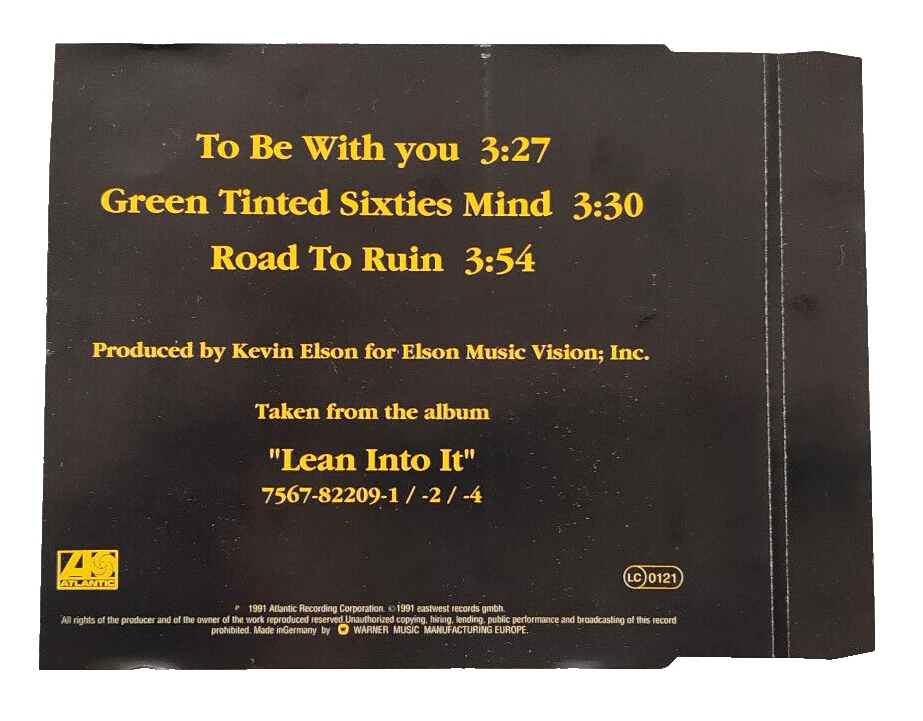 To Be With you 3:27
Green Tinted Sixties Mind 3:30
Road To Ruin 3:54
Produced by Kevin Elson for Elson Music Vision; Inc.
Taken from the album
"Lean Into It"
7567-82209-1 / -2 / -4
ATLANTIC
LC 0121
℗ 1991 Atlantic Recording Corporation. © 1991 eastwest records gmbh.
All rights of the producer and of the owner of the work reproduced reserved.Unauthorized copying, hiring, lending, public performance and broadcasting of this record
prohibited. Made inGermany by WARNER MUSIC MANUFACTURING EUROPE.